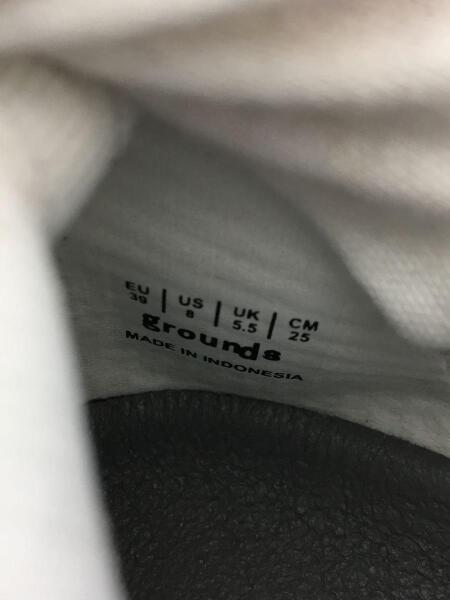 EU | US | UK | CM
39 | 8 | 5.5 | 25
grounds
MADE IN INDONESIA